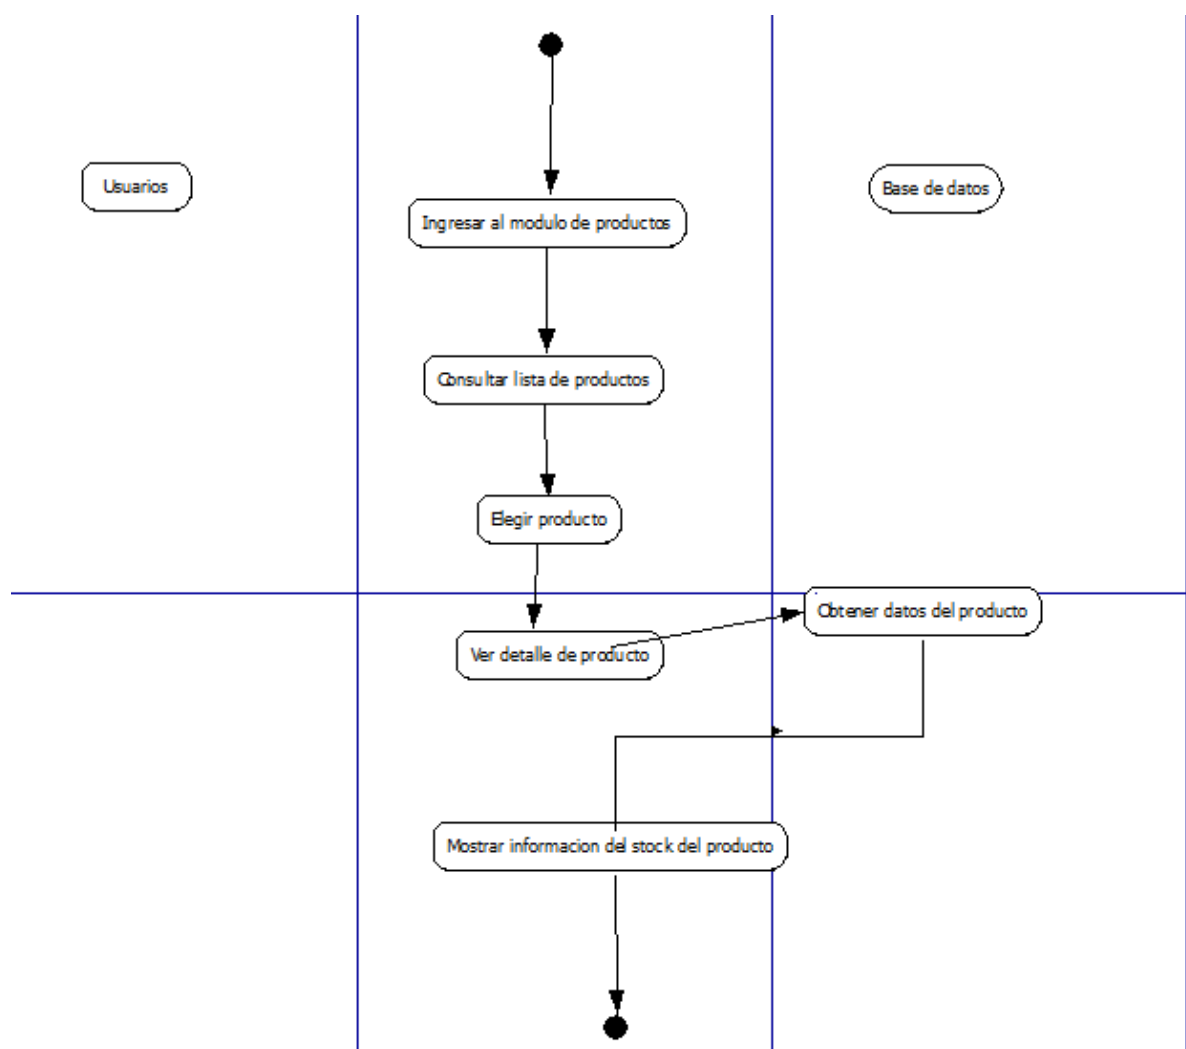 Usuarios
Base de datos
Ingresar al modulo de productos
Consultar lista de productos
Elegir producto
Obtener datos del producto
Ver detalle de producto
Mostrar informacion del stock del producto